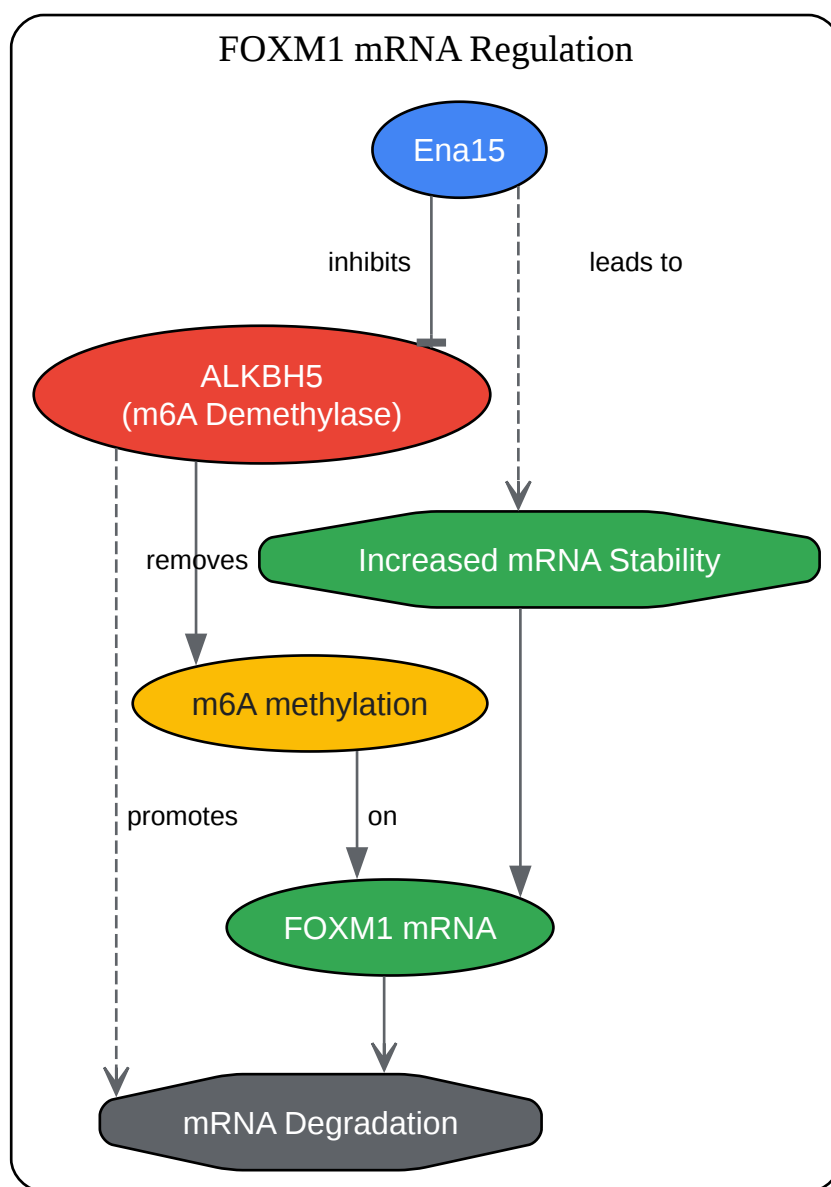 FOXM1 mRNA Regulation
Ena15
inhibits
leads to
ALKBH5
(m6A Demethylase)
removes
Increased mRNA Stability
m6A methylation
promotes
on
FOXM1 mRNA
mRNA Degradation